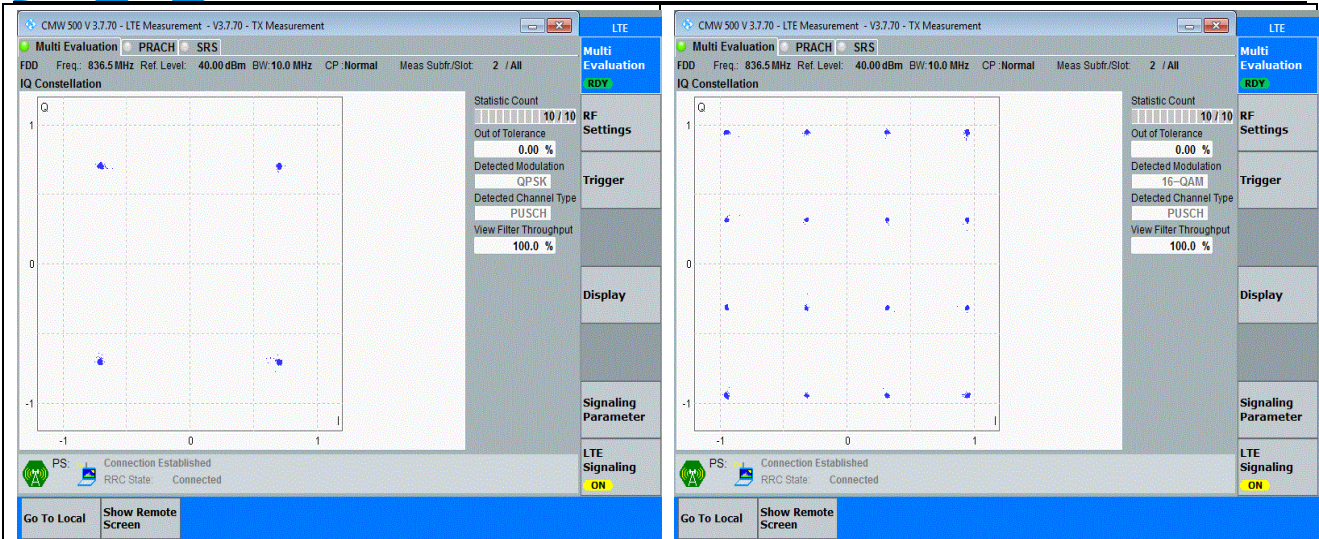 CMW 500 V 3.7.70 - LTE Measurement - V3.7.70 - TX Measurement
LTE
Multi Evaluation PRACH SRS
Multi Evaluation
RDY
FDD Freq.: 836.5 MHz Ref. Level: 40.00 dBm BW: 10.0 MHz CP : Normal Meas Subfr./Slot: 2 / All
IQ Constellation
Q
1
0
-1
-1 0 1
I
Statistic Count
10 / 10
Out of Tolerance
0.00 %
Detected Modulation
QPSK
Detected Channel Type
PUSCH
View Filter Throughput
100.0 %
RF
Settings
Trigger
Display
Signaling
Parameter
LTE
Signaling
ON
PS: Connection Established
RRC State: Connected
Go To Local
Show Remote
Screen
CMW 500 V 3.7.70 - LTE Measurement - V3.7.70 - TX Measurement
LTE
Multi Evaluation PRACH SRS
Multi Evaluation
RDY
FDD Freq.: 836.5 MHz Ref. Level: 40.00 dBm BW: 10.0 MHz CP : Normal Meas Subfr./Slot: 2 / All
IQ Constellation
Q
1
0
-1
-1 0 1
I
Statistic Count
10 / 10
Out of Tolerance
0.00 %
Detected Modulation
16-QAM
Detected Channel Type
PUSCH
View Filter Throughput
100.0 %
RF
Settings
Trigger
Display
Signaling
Parameter
LTE
Signaling
ON
PS: Connection Established
RRC State: Connected
Go To Local
Show Remote
Screen